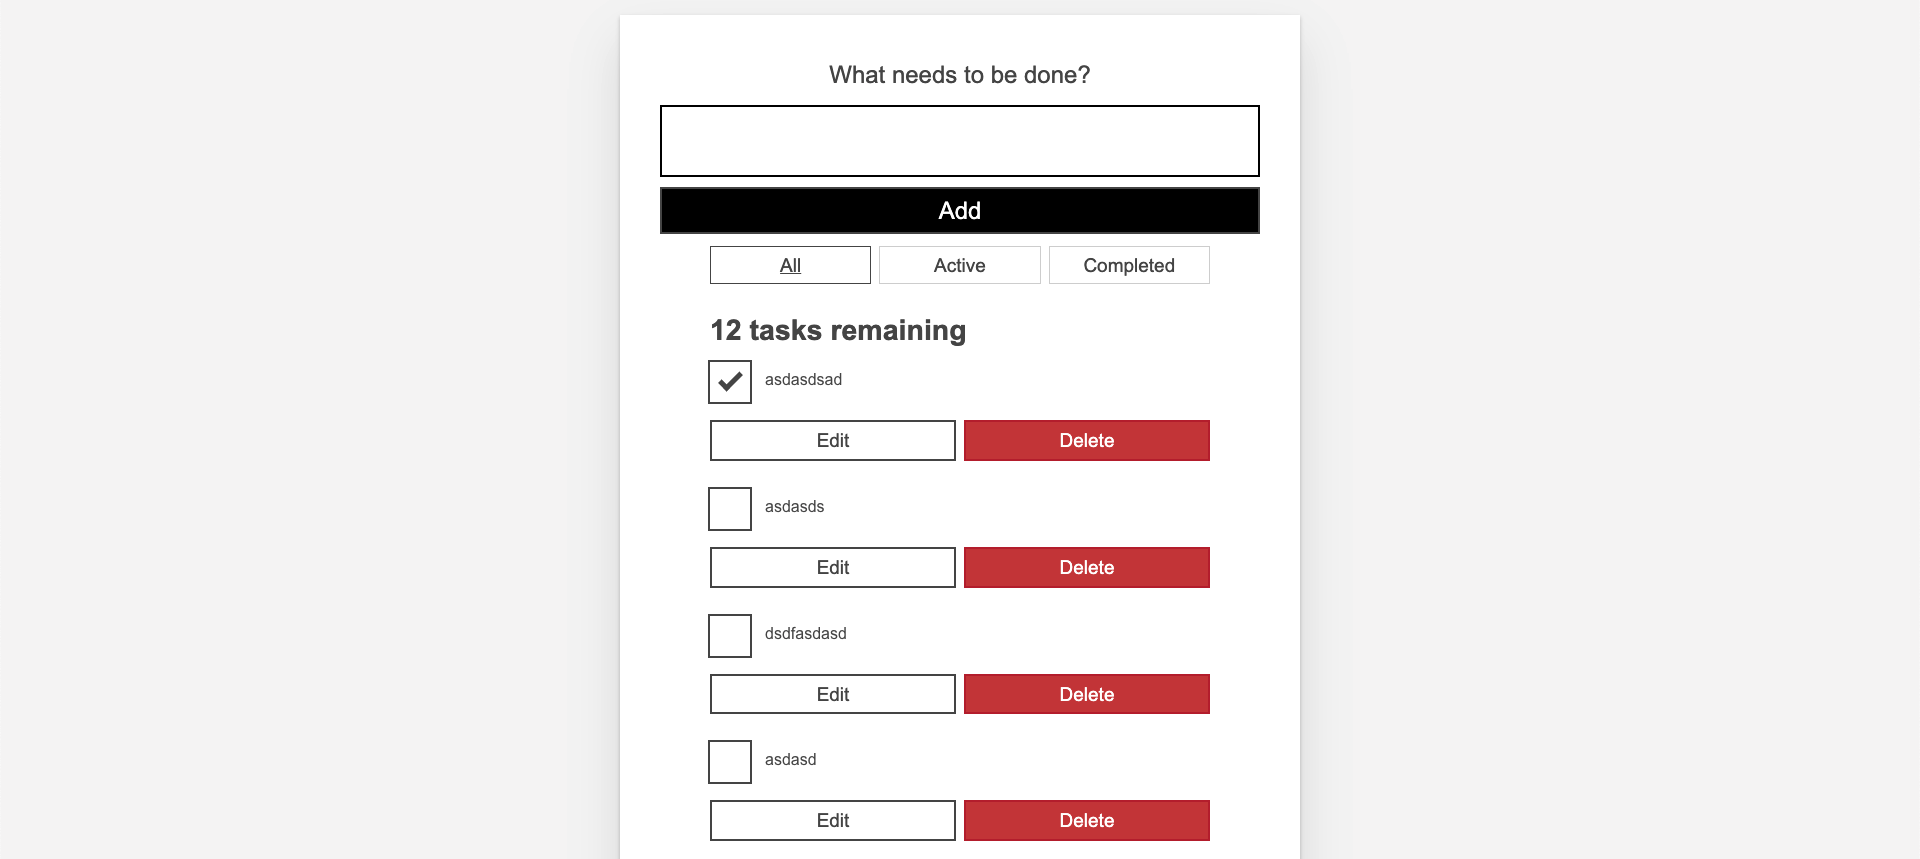 What needs to be done?
Add
All Active Completed
12 tasks remaining
asdasdsad
Edit Delete
asdasds
Edit Delete
dsdfasdasd
Edit Delete
asdasd
Edit Delete